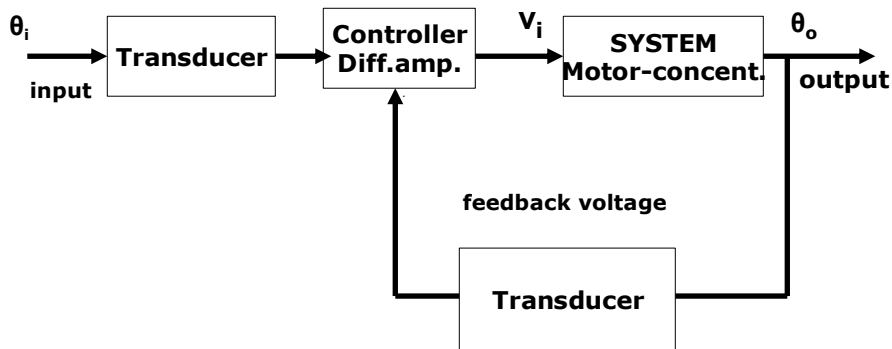 θi
input
Transducer
Controller
Diff.amp.
Vi
SYSTEM
Motor-concent.
θo
output
feedback voltage
Transducer